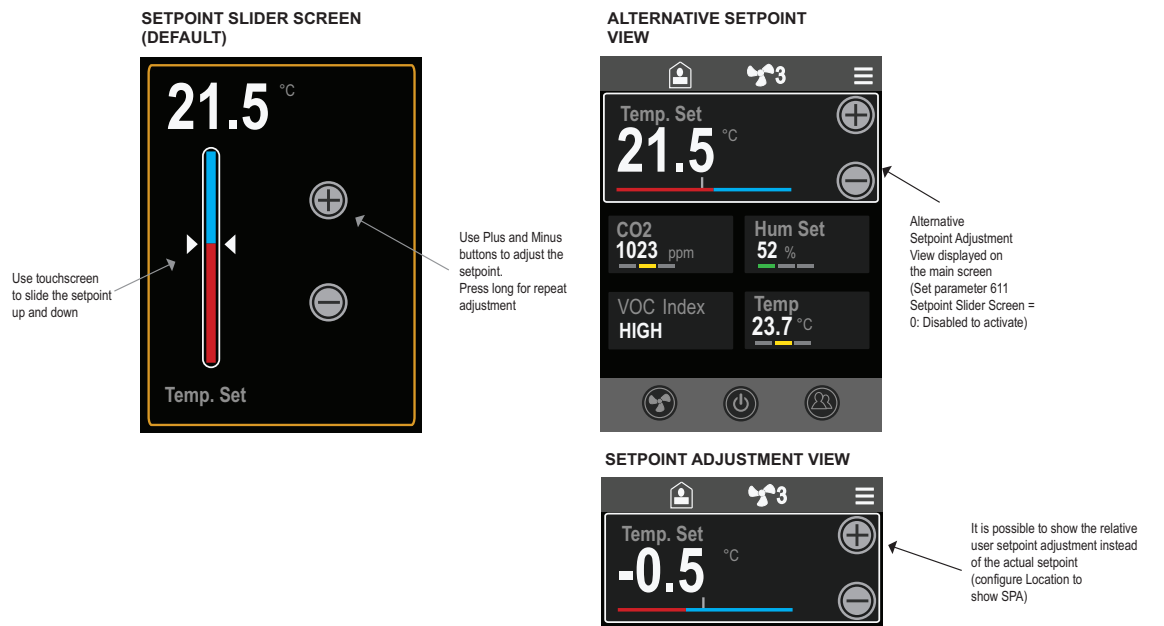 SETPOINT SLIDER SCREEN
(DEFAULT)
21.5 °C
Temp. Set
Use touchscreen
to slide the setpoint
up and down
Use Plus and Minus
buttons to adjust the
setpoint.
Press long for repeat
adjustment
ALTERNATIVE SETPOINT
VIEW
3
Temp. Set
21.5 °C
CO2
1023 ppm
Hum Set
52 %
VOC Index
HIGH
Temp
23.7 °C
Alternative
Setpoint Adjustment
View displayed on
the main screen
(Set parameter 611
Setpoint Slider Screen =
0: Disabled to activate)
SETPOINT ADJUSTMENT VIEW
3
Temp. Set
-0.5 °C
It is possible to show the relative
user setpoint adjustment instead
of the actual setpoint
(configure Location to
show SPA)